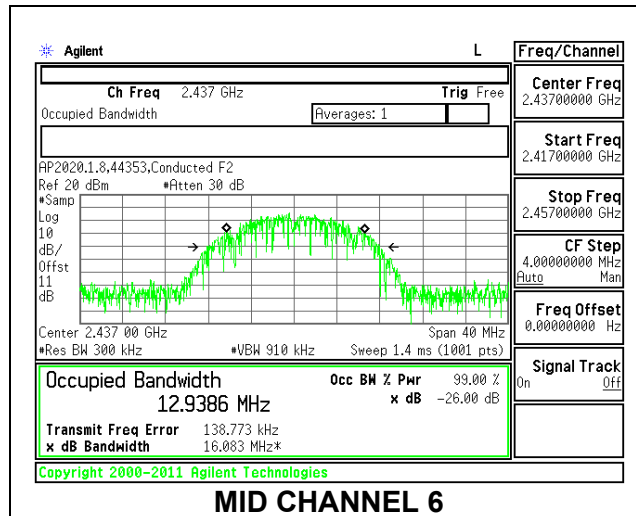 Agilent L
Ch Freq 2.437 GHz Trig Free
Occupied Bandwidth Averages: 1
AP2020.1.8,44353,Conducted F2
Ref 20 dBm #Atten 30 dB
#Samp
Log
10
dB/
Offst
11
dB
Center 2.437 00 GHz Span 40 MHz
#Res BW 300 kHz #VBW 910 kHz Sweep 1.4 ms (1001 pts)
Occupied Bandwidth Occ BW % Pwr 99.00 %
12.9386 MHz x dB -26.00 dB
Transmit Freq Error 138.773 kHz
x dB Bandwidth 16.083 MHz*
Copyright 2000-2011 Agilent Technologies
Freq/Channel
Center Freq
2.43700000 GHz
Start Freq
2.41700000 GHz
Stop Freq
2.45700000 GHz
CF Step
4.00000000 MHz
Auto Man
Freq Offset
0.00000000 Hz
Signal Track
On Off
MID CHANNEL 6